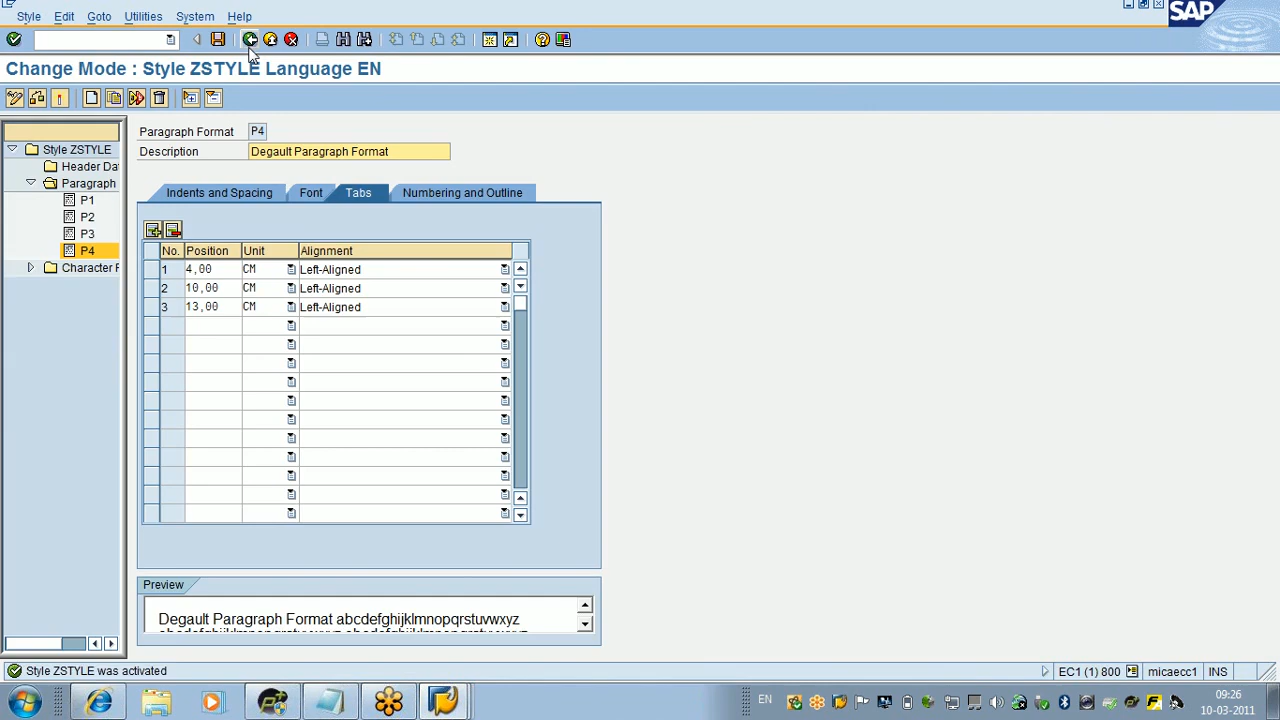 Style Edit Goto Utilities System Help
SAP
Change Mode : Style ZSTYLE Language EN
Paragraph Format P4
Description Degault Paragraph Format
Style ZSTYLE
Header Da
Paragraph
P1
P2
P3
P4
Character F
Indents and Spacing Font Tabs Numbering and Outline
No. Position Unit Alignment
1 4,00 CM Left-Aligned
2 10,00 CM Left-Aligned
3 13,00 CM Left-Aligned
Preview
Degault Paragraph Format abcdefghijklmnopqrstuvwxyz
Style ZSTYLE was activated
EC1 (1) 800 micaecc1 INS
EN
09:26
10-03-2011